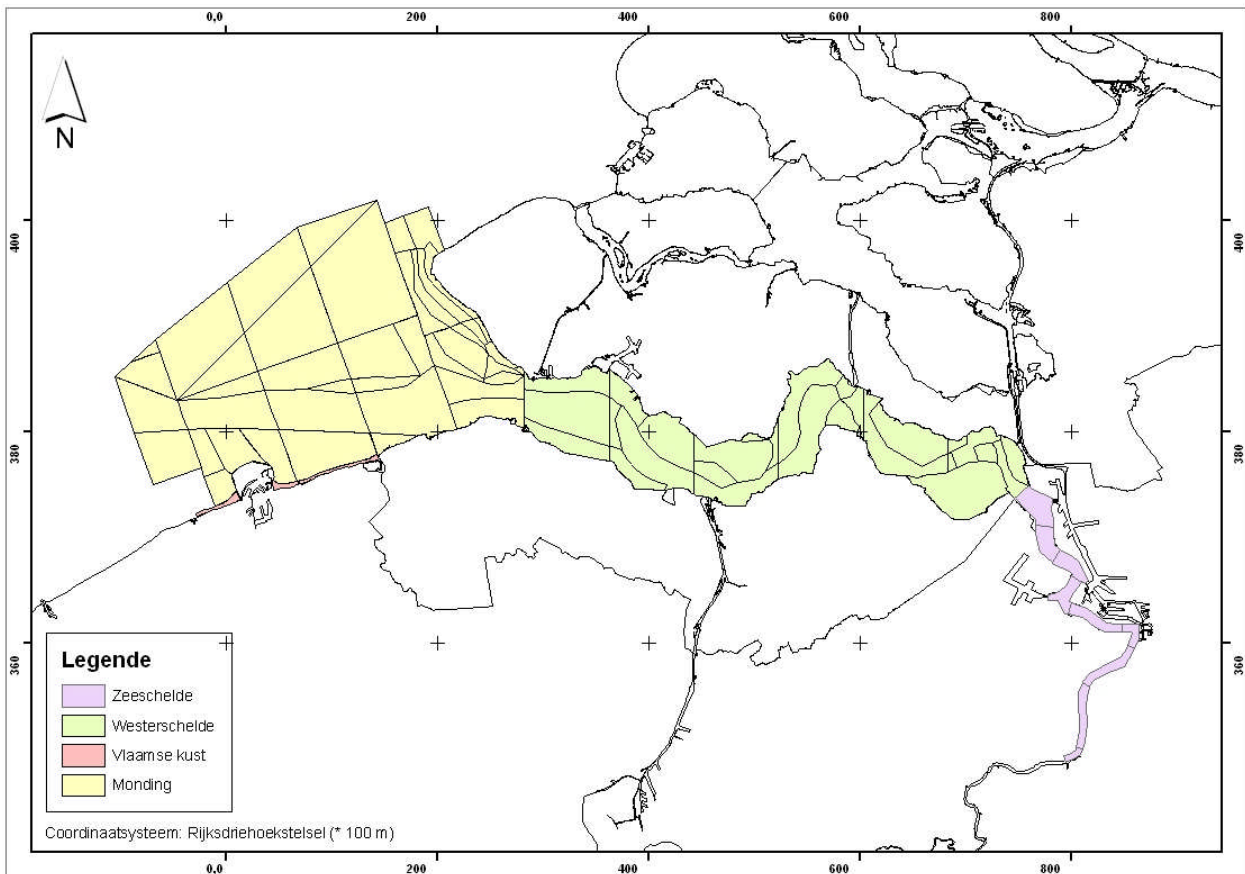 0,0 200 400 600 800
N
400 400
380 380
360 360
Legende
Zeeschelde
Westerschelde
Vlaamse kust
Monding
Coordinaatsysteem: Rijksdriehoekstelsel (* 100 m)
0,0 200 400 600 800